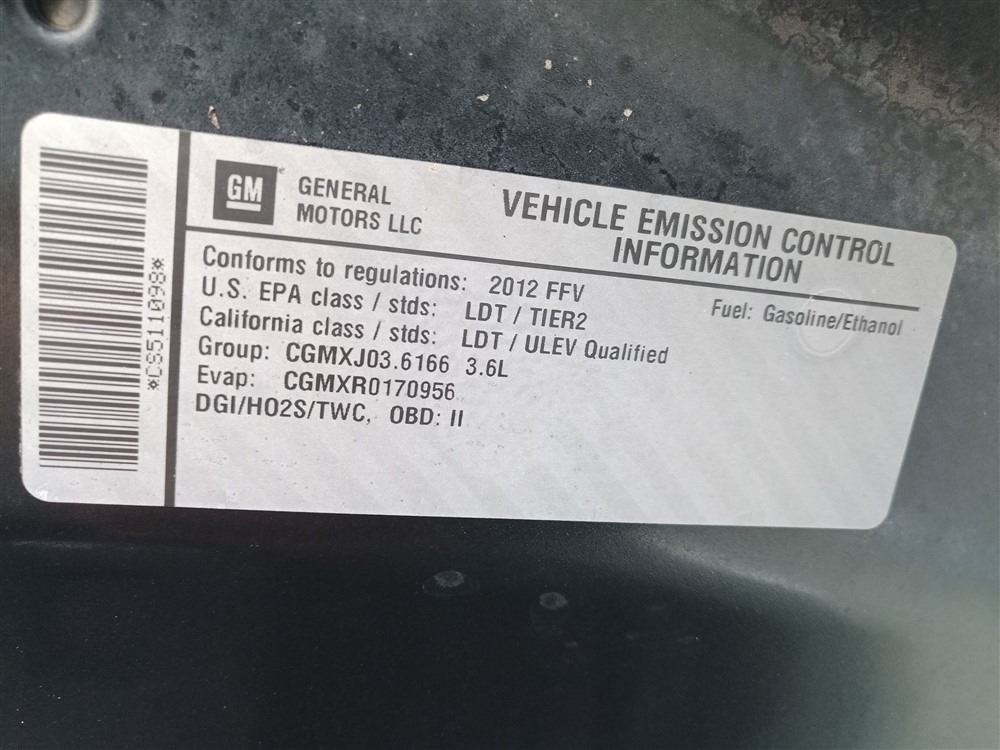 *CS511098*
GM
GENERAL
MOTORS LLC
VEHICLE EMISSION CONTROL
INFORMATION
Conforms to regulations: 2012 FFV
Fuel: Gasoline/Ethanol
U.S. EPA class / stds: LDT / TIER2
California class / stds: LDT / ULEV Qualified
Group: CGMXJ03.6166 3.6L
Evap: CGMXR0170956
DGI/HO2S/TWC, OBD: II